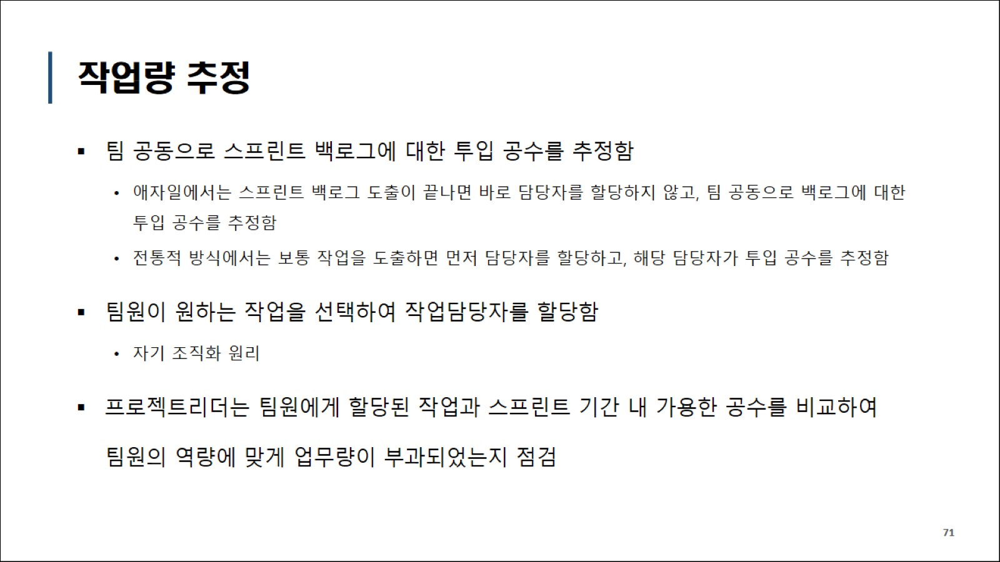 작업량 추정
▪ 팀 공동으로 스프린트 백로그에 대한 투입 공수를 추정함
• 애자일에서는 스프린트 백로그 도출이 끝나면 바로 담당자를 할당하지 않고, 팀 공동으로 백로그에 대한
투입 공수를 추정함
• 전통적 방식에서는 보통 작업을 도출하면 먼저 담당자를 할당하고, 해당 담당자가 투입 공수를 추정함
▪ 팀원이 원하는 작업을 선택하여 작업담당자를 할당함
• 자기 조직화 원리
▪ 프로젝트리더는 팀원에게 할당된 작업과 스프린트 기간 내 가용한 공수를 비교하여
팀원의 역량에 맞게 업무량이 부과되었는지 점검
71